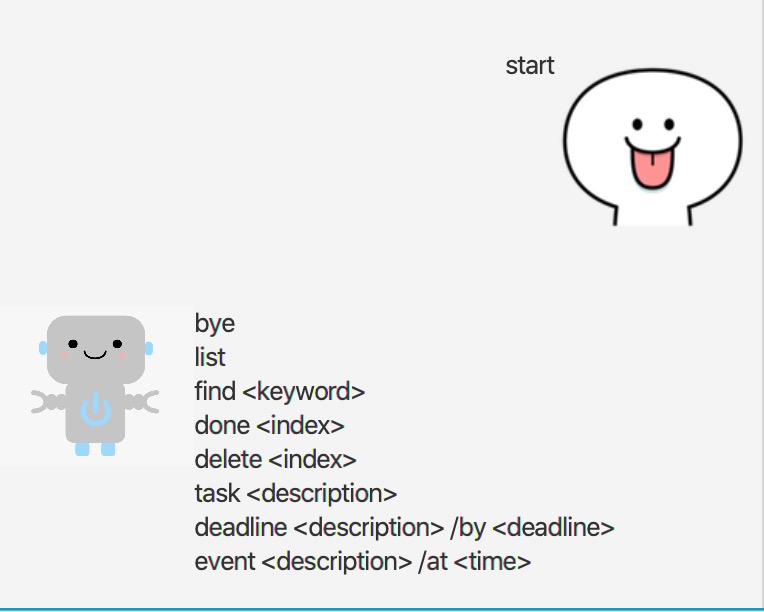 start
bye
list
find <keyword>
done <index>
delete <index>
task <description>
deadline <description> /by <deadline>
event <description> /at <time>